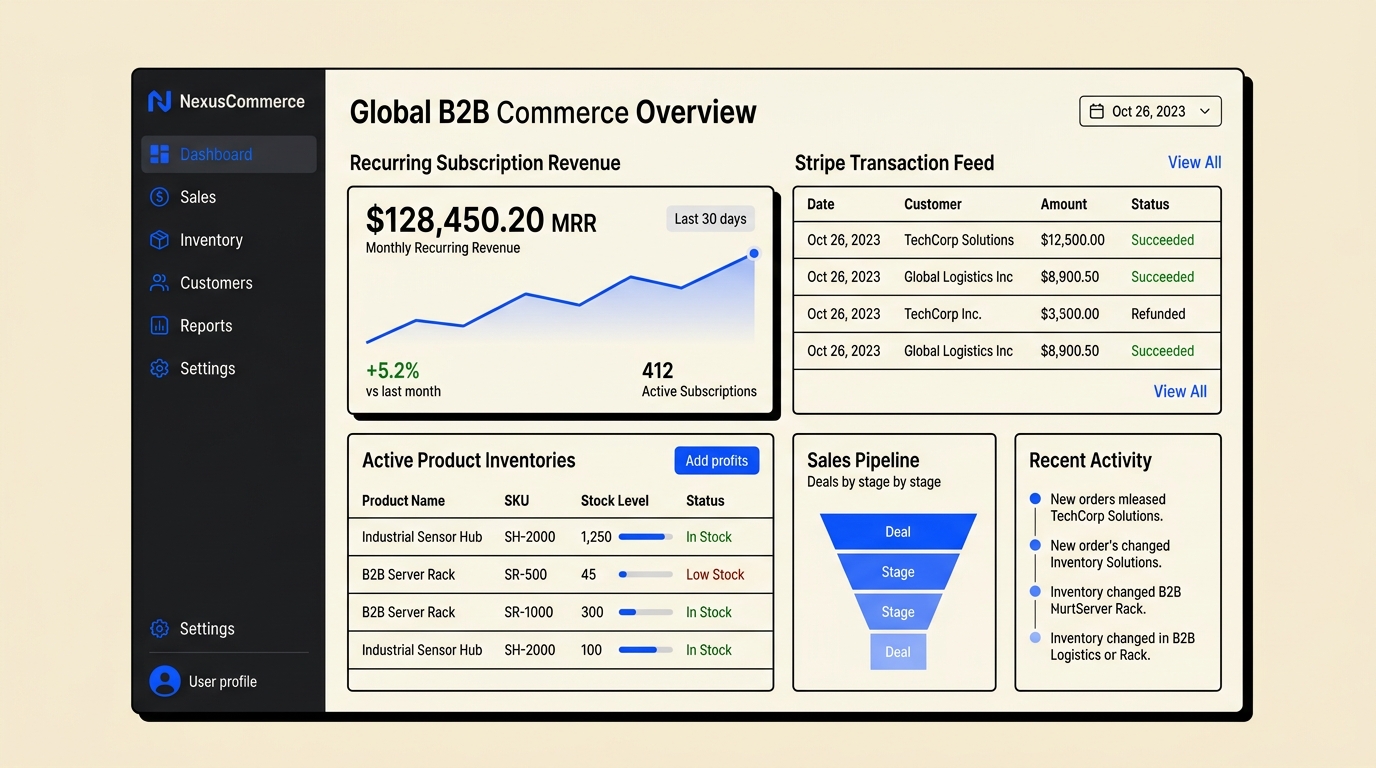 NexusCommerce
Dashboard
Sales
Inventory
Customers
Reports
Settings
Settings
User profile
Global B2B Commerce Overview
Oct 26, 2023
Recurring Subscription Revenue
$128,450.20 MRR
Monthly Recurring Revenue
Last 30 days
+5.2%
vs last month
412
Active Subscriptions
Stripe Transaction Feed
View All
Date Customer Amount Status
Oct 26, 2023 TechCorp Solutions $12,500.00 Succeeded
Oct 26, 2023 Global Logistics Inc $8,900.50 Succeeded
Oct 26, 2023 TechCorp Inc. $3,500.00 Refunded
Oct 26, 2023 Global Logistics Inc $8,900.50 Succeeded
View All
Active Product Inventories
Add profits
Product Name SKU Stock Level Status
Industrial Sensor Hub SH-2000 1,250 In Stock
B2B Server Rack SR-500 45 Low Stock
B2B Server Rack SR-1000 300 In Stock
Industrial Sensor Hub SH-2000 100 In Stock
Sales Pipeline
Deals by stage by stage
Deal
Stage
Stage
Deal
Recent Activity
New orders mleased
TechCorp Solutions.
New order's changed
Inventory Solutions.
Inventory changed B2B
NurtServer Rack.
Inventory changed in B2B
Logistics or Rack.